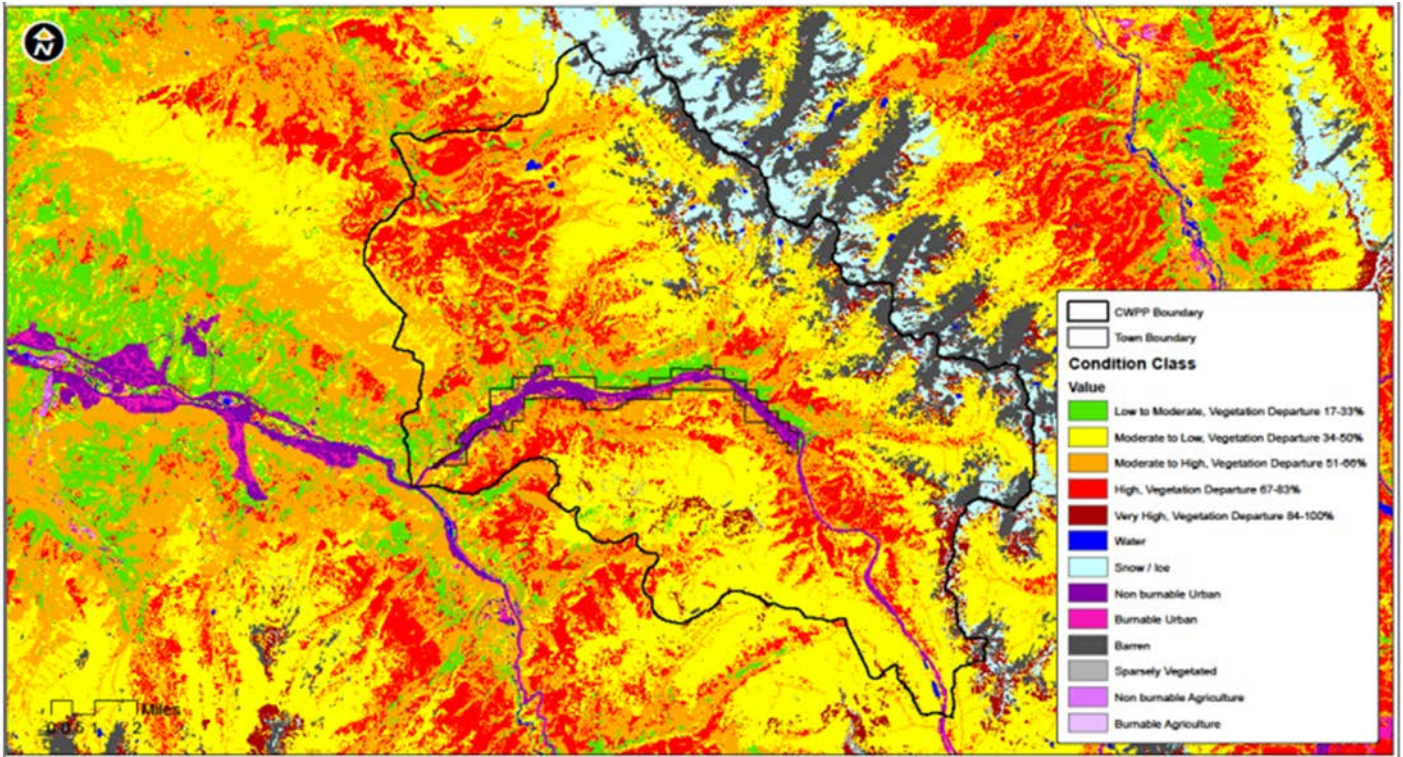 N
CWPP Boundary
Town Boundary
Condition Class
Value
Low to Moderate, Vegetation Departure 17-33%
Moderate to Low, Vegetation Departure 34-50%
Moderate to High, Vegetation Departure 51-66%
High, Vegetation Departure 67-83%
Very High, Vegetation Departure 84-100%
Water
Snow / Ice
Non burnable Urban
Burnable Urban
Barren
Sparsely Vegetated
Non burnable Agriculture
Burnable Agriculture
Miles
0 0.5 1 2